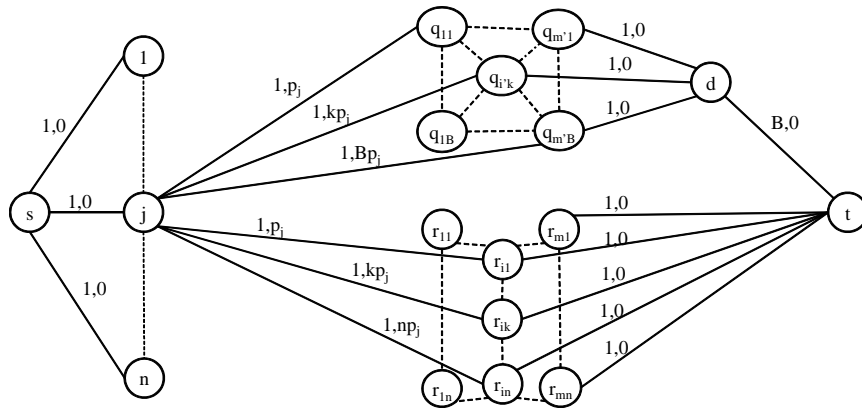 q11
qm'1
1,0
1
1,pj
qi'k
1,0
d
1,kpj
1,0
1,0
q1B
qm'B
B,0
1,Bpj
s
1,0
j
1,0
t
r11
rm1
1,pj
ri1
1,0
1,kpj
1,0
1,0
rik
1,0
1,npj
1,0
n
r1n
rin
rmn